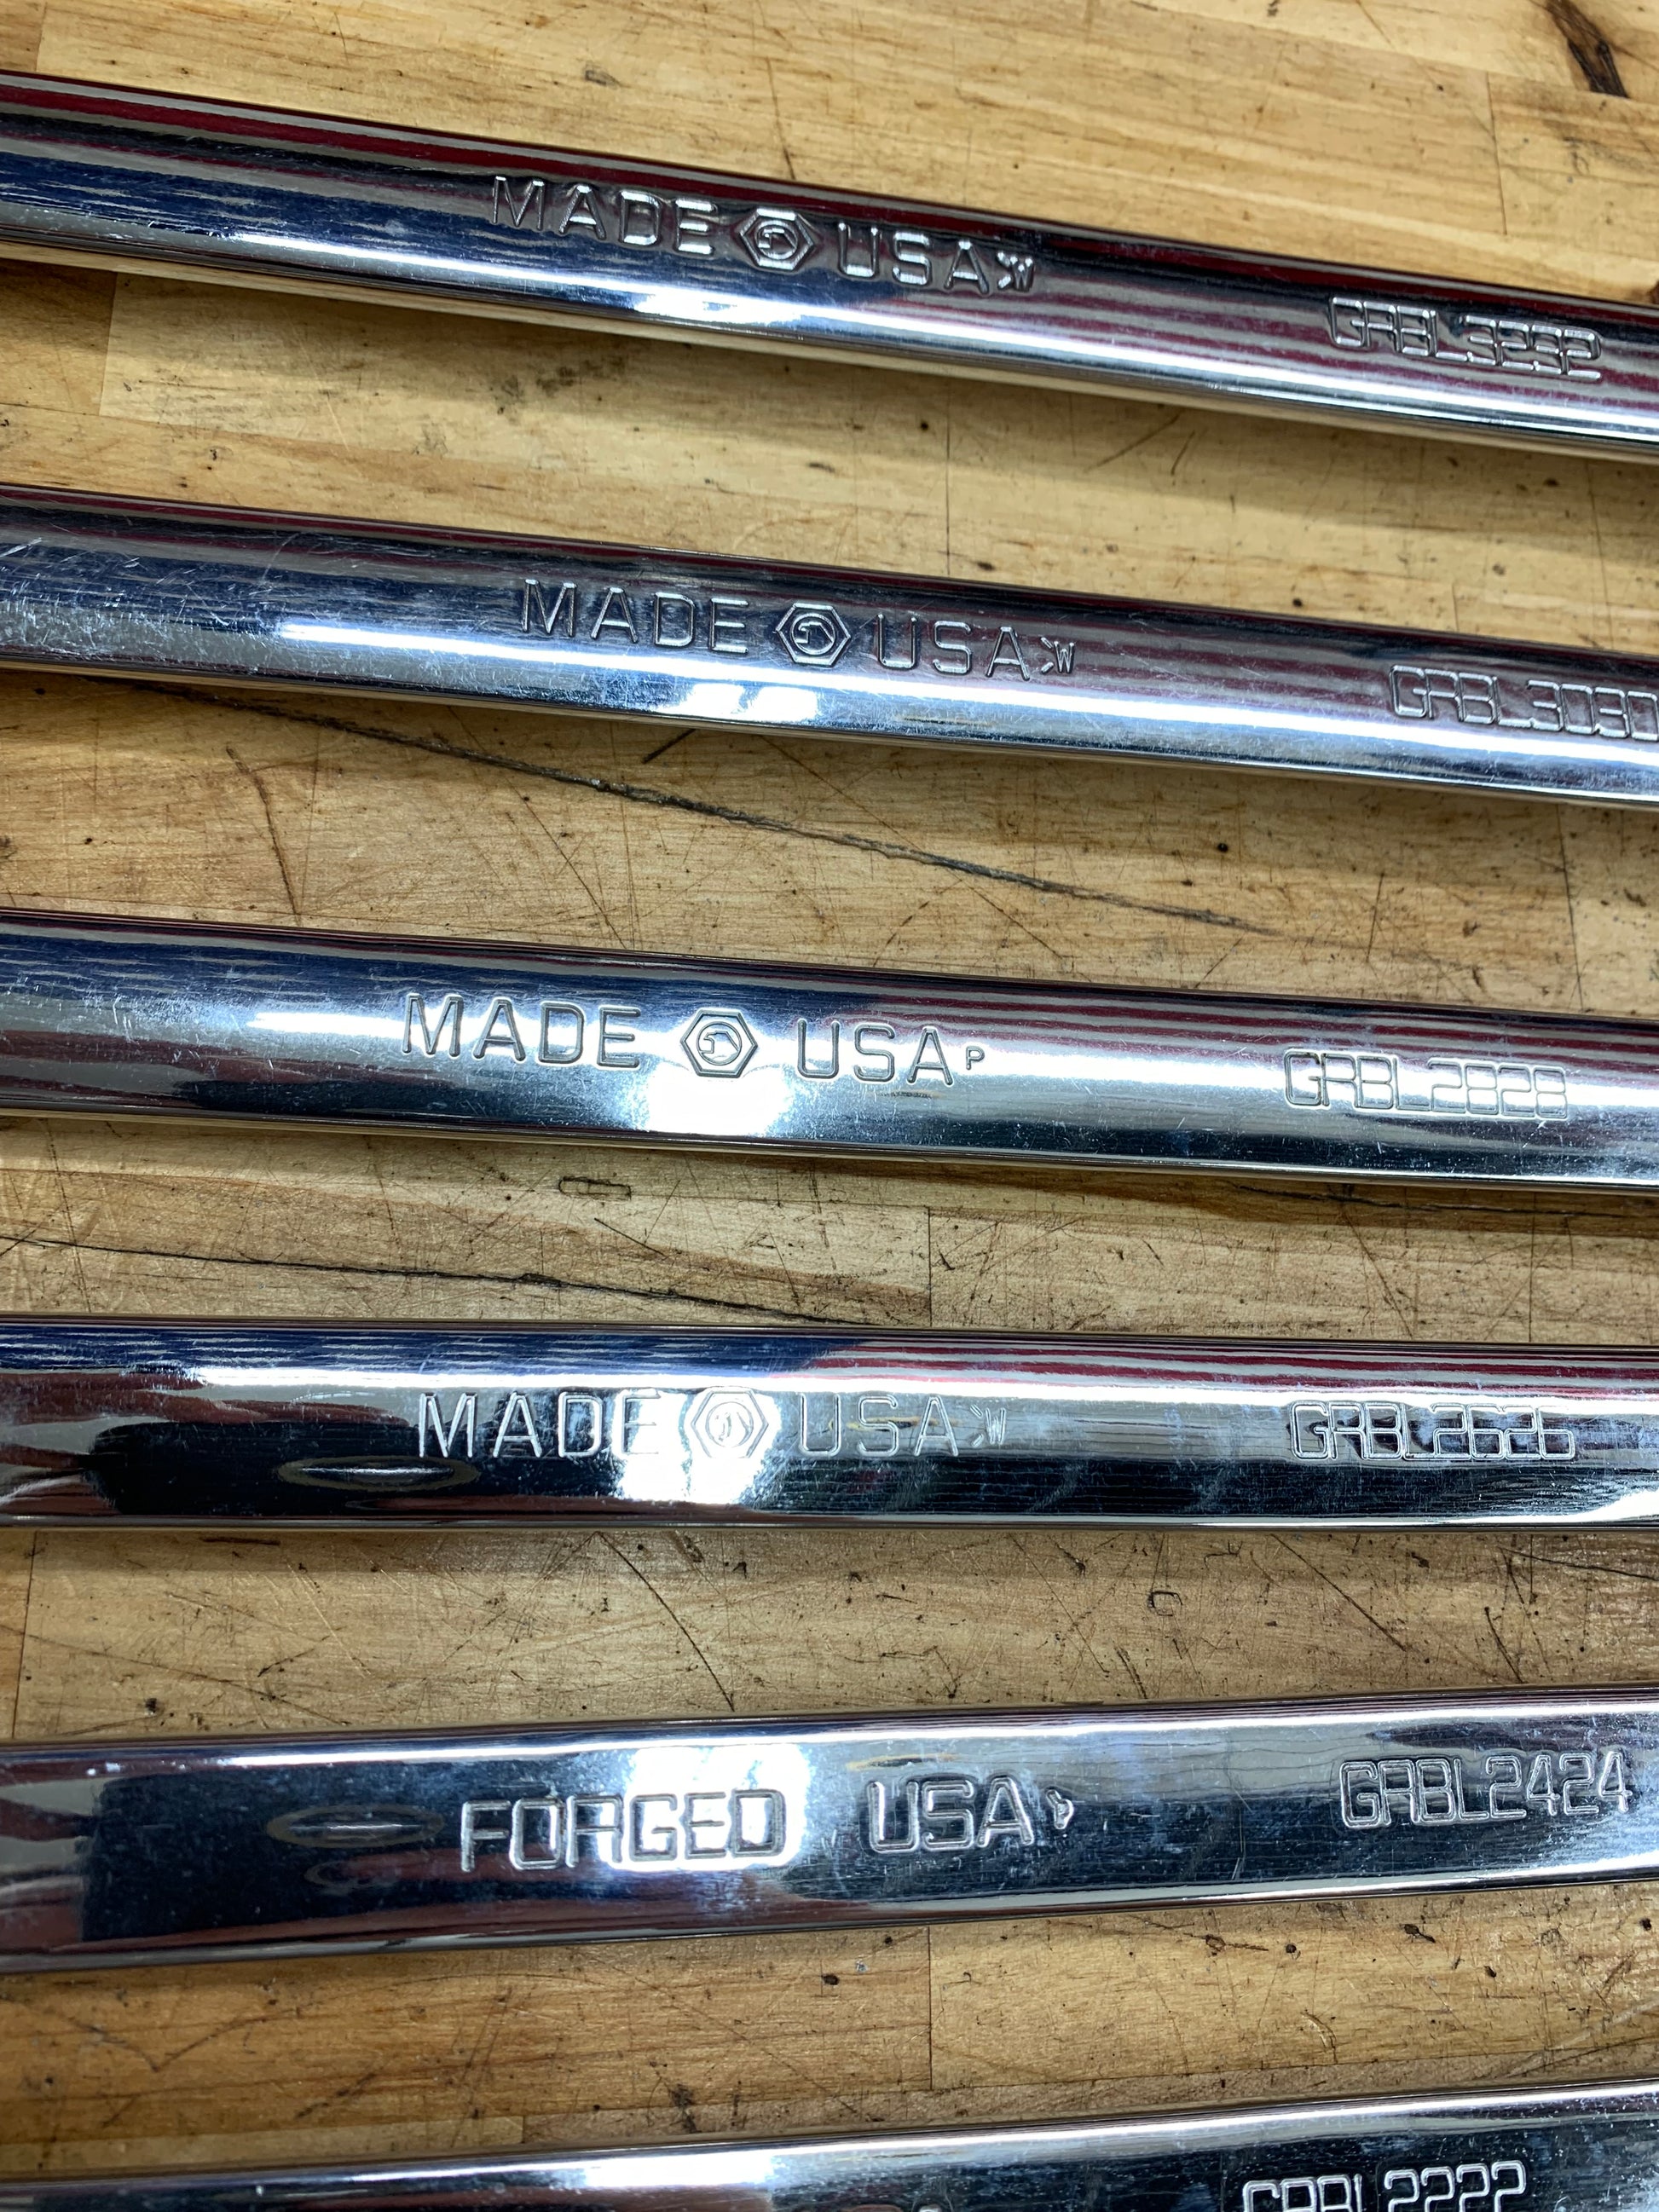 MADE USA W GRBL3232
MADE USA W GRBL3030
MADE USA P GRBL2828
MADE USA W GRBL2626
FORGED USA GRBL2424
GRBL2222